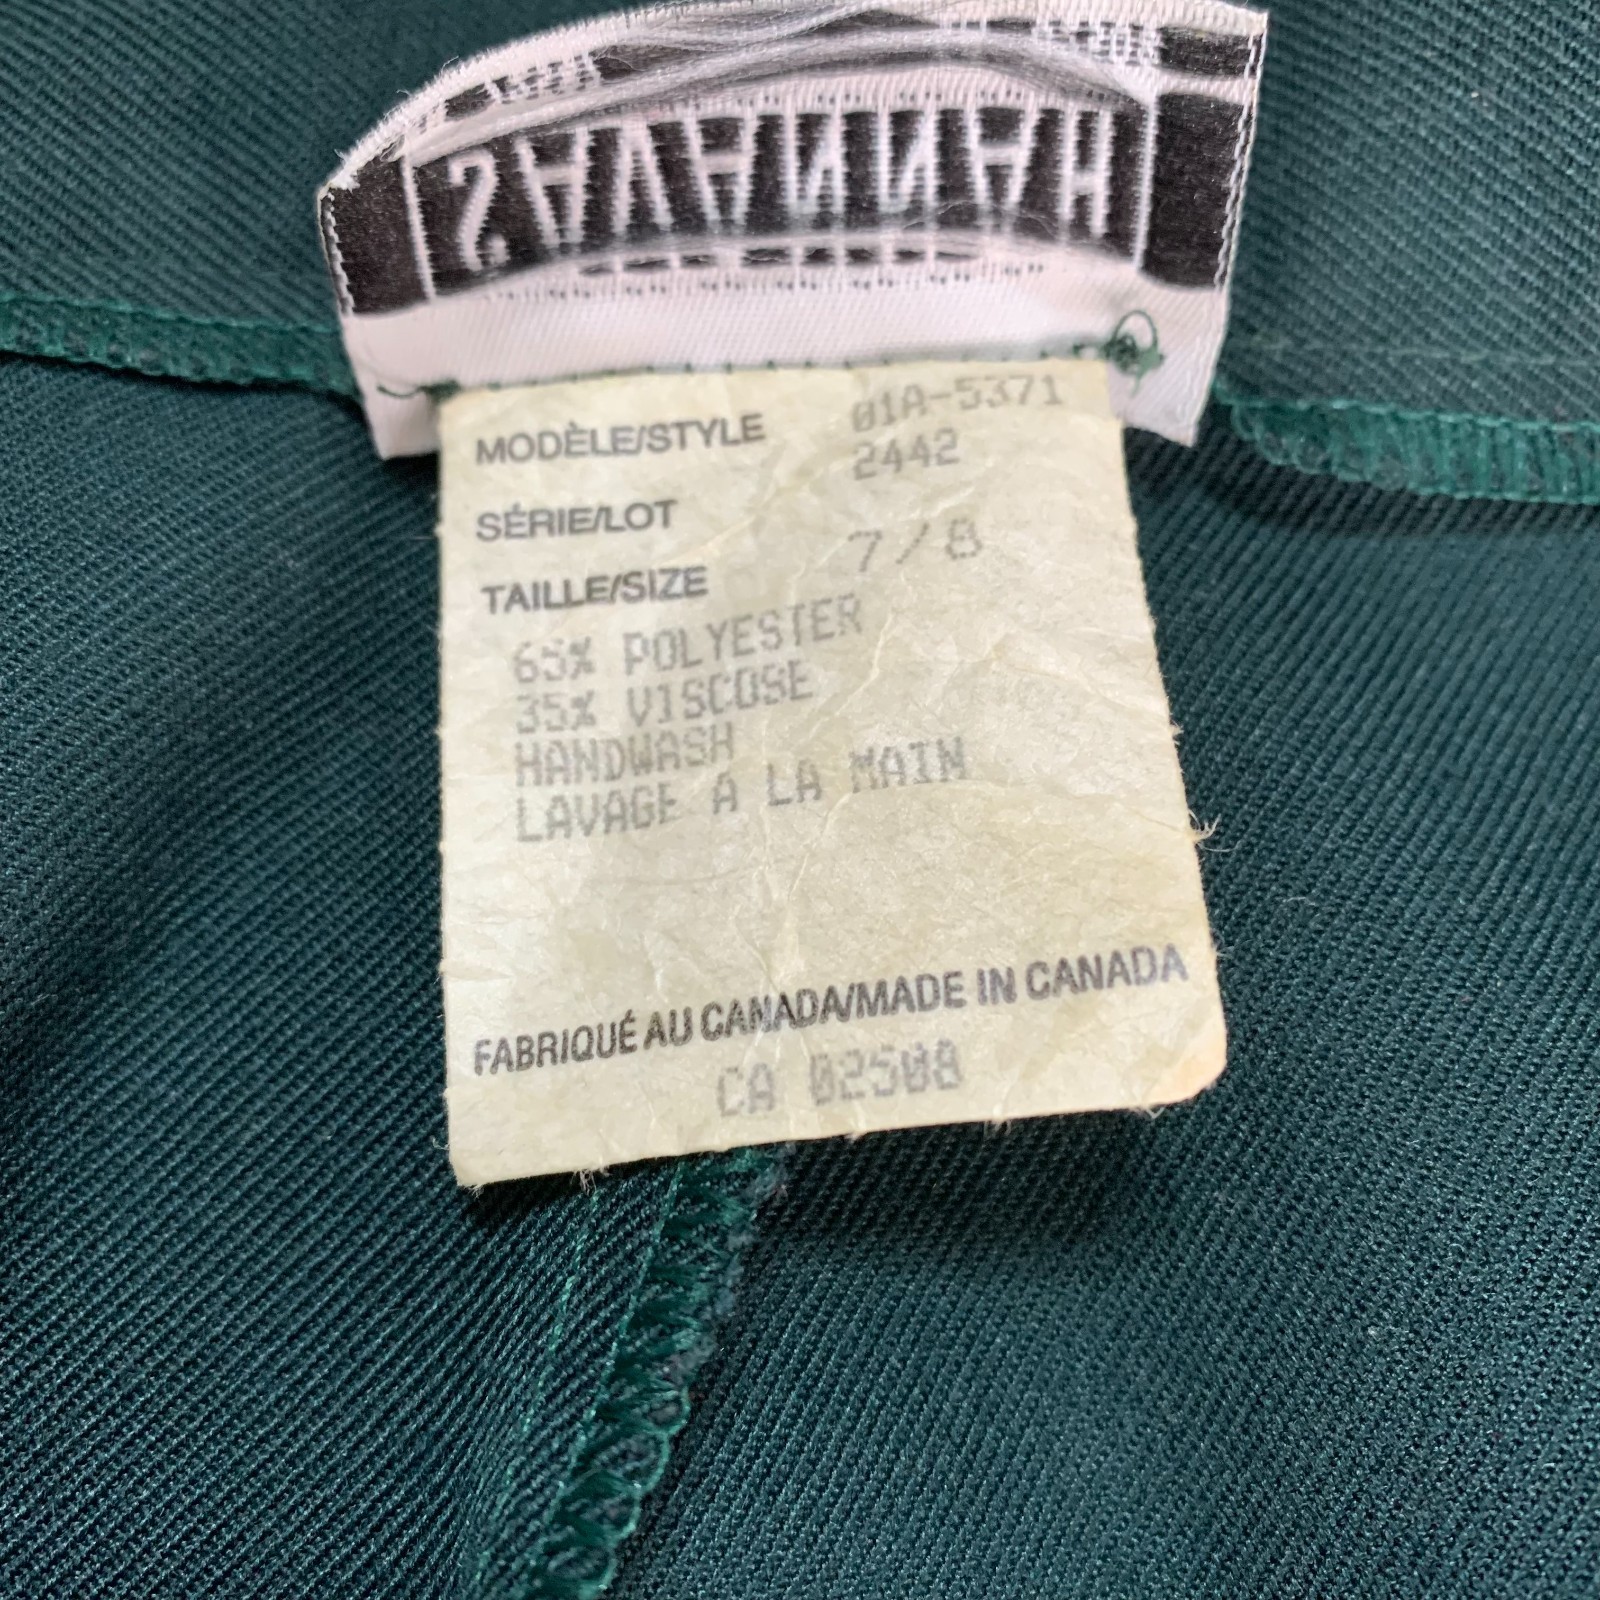 HANNAVAS
MODÈLE/STYLE 01A-5371
2442
SÉRIE/LOT
TAILLE/SIZE 7/8
65% POLYESTER
35% VISCOSE
HANDWASH
LAVAGE A LA MAIN
FABRIQUÉ AU CANADA/MADE IN CANADA
CA 02508